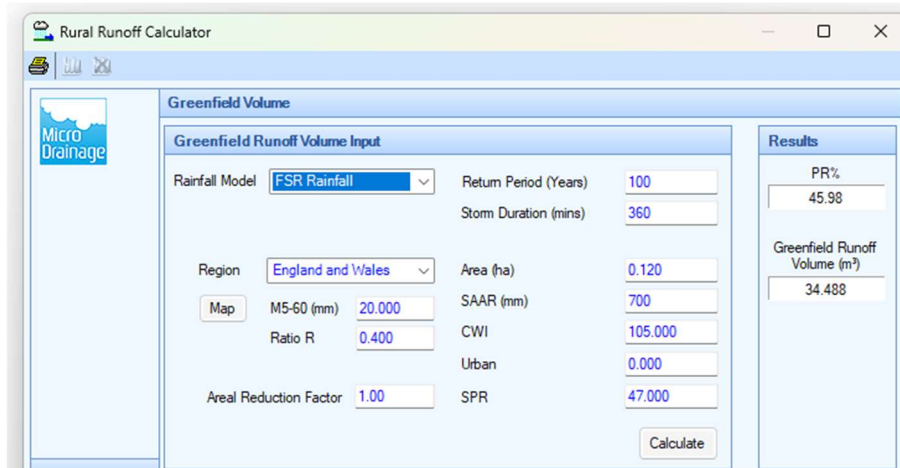 Rural Runoff Calculator
Micro
Drainage
Greenfield Volume
Greenfield Runoff Volume Input
Rainfall Model FSR Rainfall
Return Period (Years) 100
Storm Duration (mins) 360
Region England and Wales
Map
M5-60 (mm) 20.000
Ratio R 0.400
Areal Reduction Factor 1.00
Area (ha) 0.120
SAAR (mm) 700
CWI 105.000
Urban 0.000
SPR 47.000
Calculate
Results
PR%
45.98
Greenfield Runoff
Volume (m³)
34.488